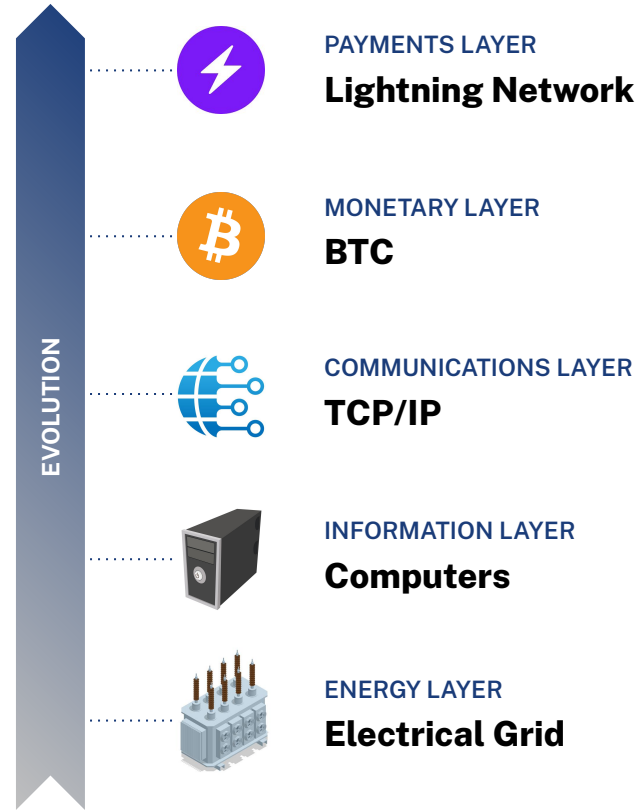 PAYMENTS LAYER
Lightning Network
MONETARY LAYER
BTC
EVOLUTION
COMMUNICATIONS LAYER
TCP/IP
INFORMATION LAYER
Computers
ENERGY LAYER
Electrical Grid